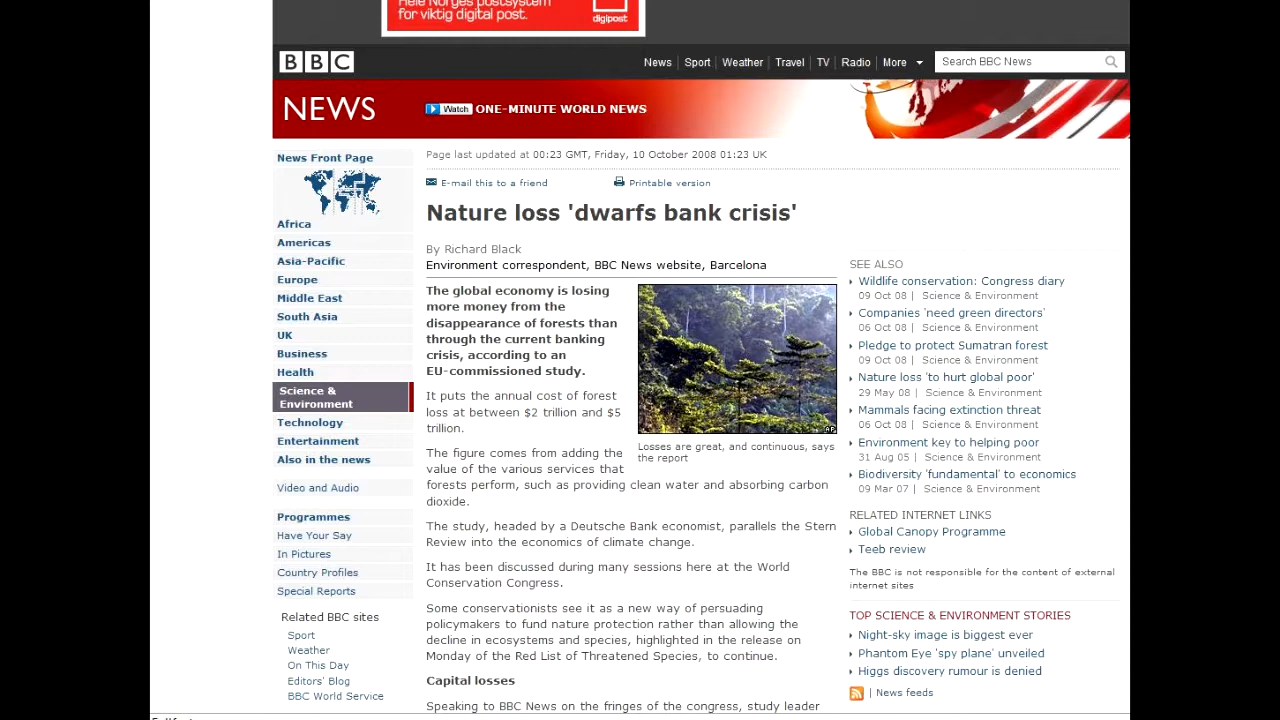 Hele Norges postsystem
for viktig digital post.
digipost
BBC
News Sport Weather Travel TV Radio More
Search BBC News
NEWS
Watch ONE-MINUTE WORLD NEWS
News Front Page
Africa
Americas
Asia-Pacific
Europe
Middle East
South Asia
UK
Business
Health
Science &
Environment
Technology
Entertainment
Also in the news
Video and Audio
Programmes
Have Your Say
In Pictures
Country Profiles
Special Reports
Related BBC sites
Sport
Weather
On This Day
Editors' Blog
BBC World Service
Page last updated at 00:23 GMT, Friday, 10 October 2008 01:23 UK
E-mail this to a friend
Printable version
Nature loss 'dwarfs bank crisis'
By Richard Black
Environment correspondent, BBC News website, Barcelona
The global economy is losing
more money from the
disappearance of forests than
through the current banking
crisis, according to an
EU-commissioned study.
It puts the annual cost of forest
loss at between $2 trillion and $5
trillion.
The figure comes from adding the
value of the various services that
forests perform, such as providing clean water and absorbing carbon
dioxide.
AP
Losses are great, and continuous, says
the report
The study, headed by a Deutsche Bank economist, parallels the Stern
Review into the economics of climate change.
It has been discussed during many sessions here at the World
Conservation Congress.
Some conservationists see it as a new way of persuading
policymakers to fund nature protection rather than allowing the
decline in ecosystems and species, highlighted in the release on
Monday of the Red List of Threatened Species, to continue.
Capital losses
Speaking to BBC News on the fringes of the congress, study leader
SEE ALSO
Wildlife conservation: Congress diary
09 Oct 08 | Science & Environment
Companies 'need green directors'
06 Oct 08 | Science & Environment
Pledge to protect Sumatran forest
09 Oct 08 | Science & Environment
Nature loss 'to hurt global poor'
29 May 08 | Science & Environment
Mammals facing extinction threat
06 Oct 08 | Science & Environment
Environment key to helping poor
31 Aug 05 | Science & Environment
Biodiversity 'fundamental' to economics
09 Mar 07 | Science & Environment
RELATED INTERNET LINKS
Global Canopy Programme
Teeb review
The BBC is not responsible for the content of external
internet sites
TOP SCIENCE & ENVIRONMENT STORIES
Night-sky image is biggest ever
Phantom Eye 'spy plane' unveiled
Higgs discovery rumour is denied
| News feeds